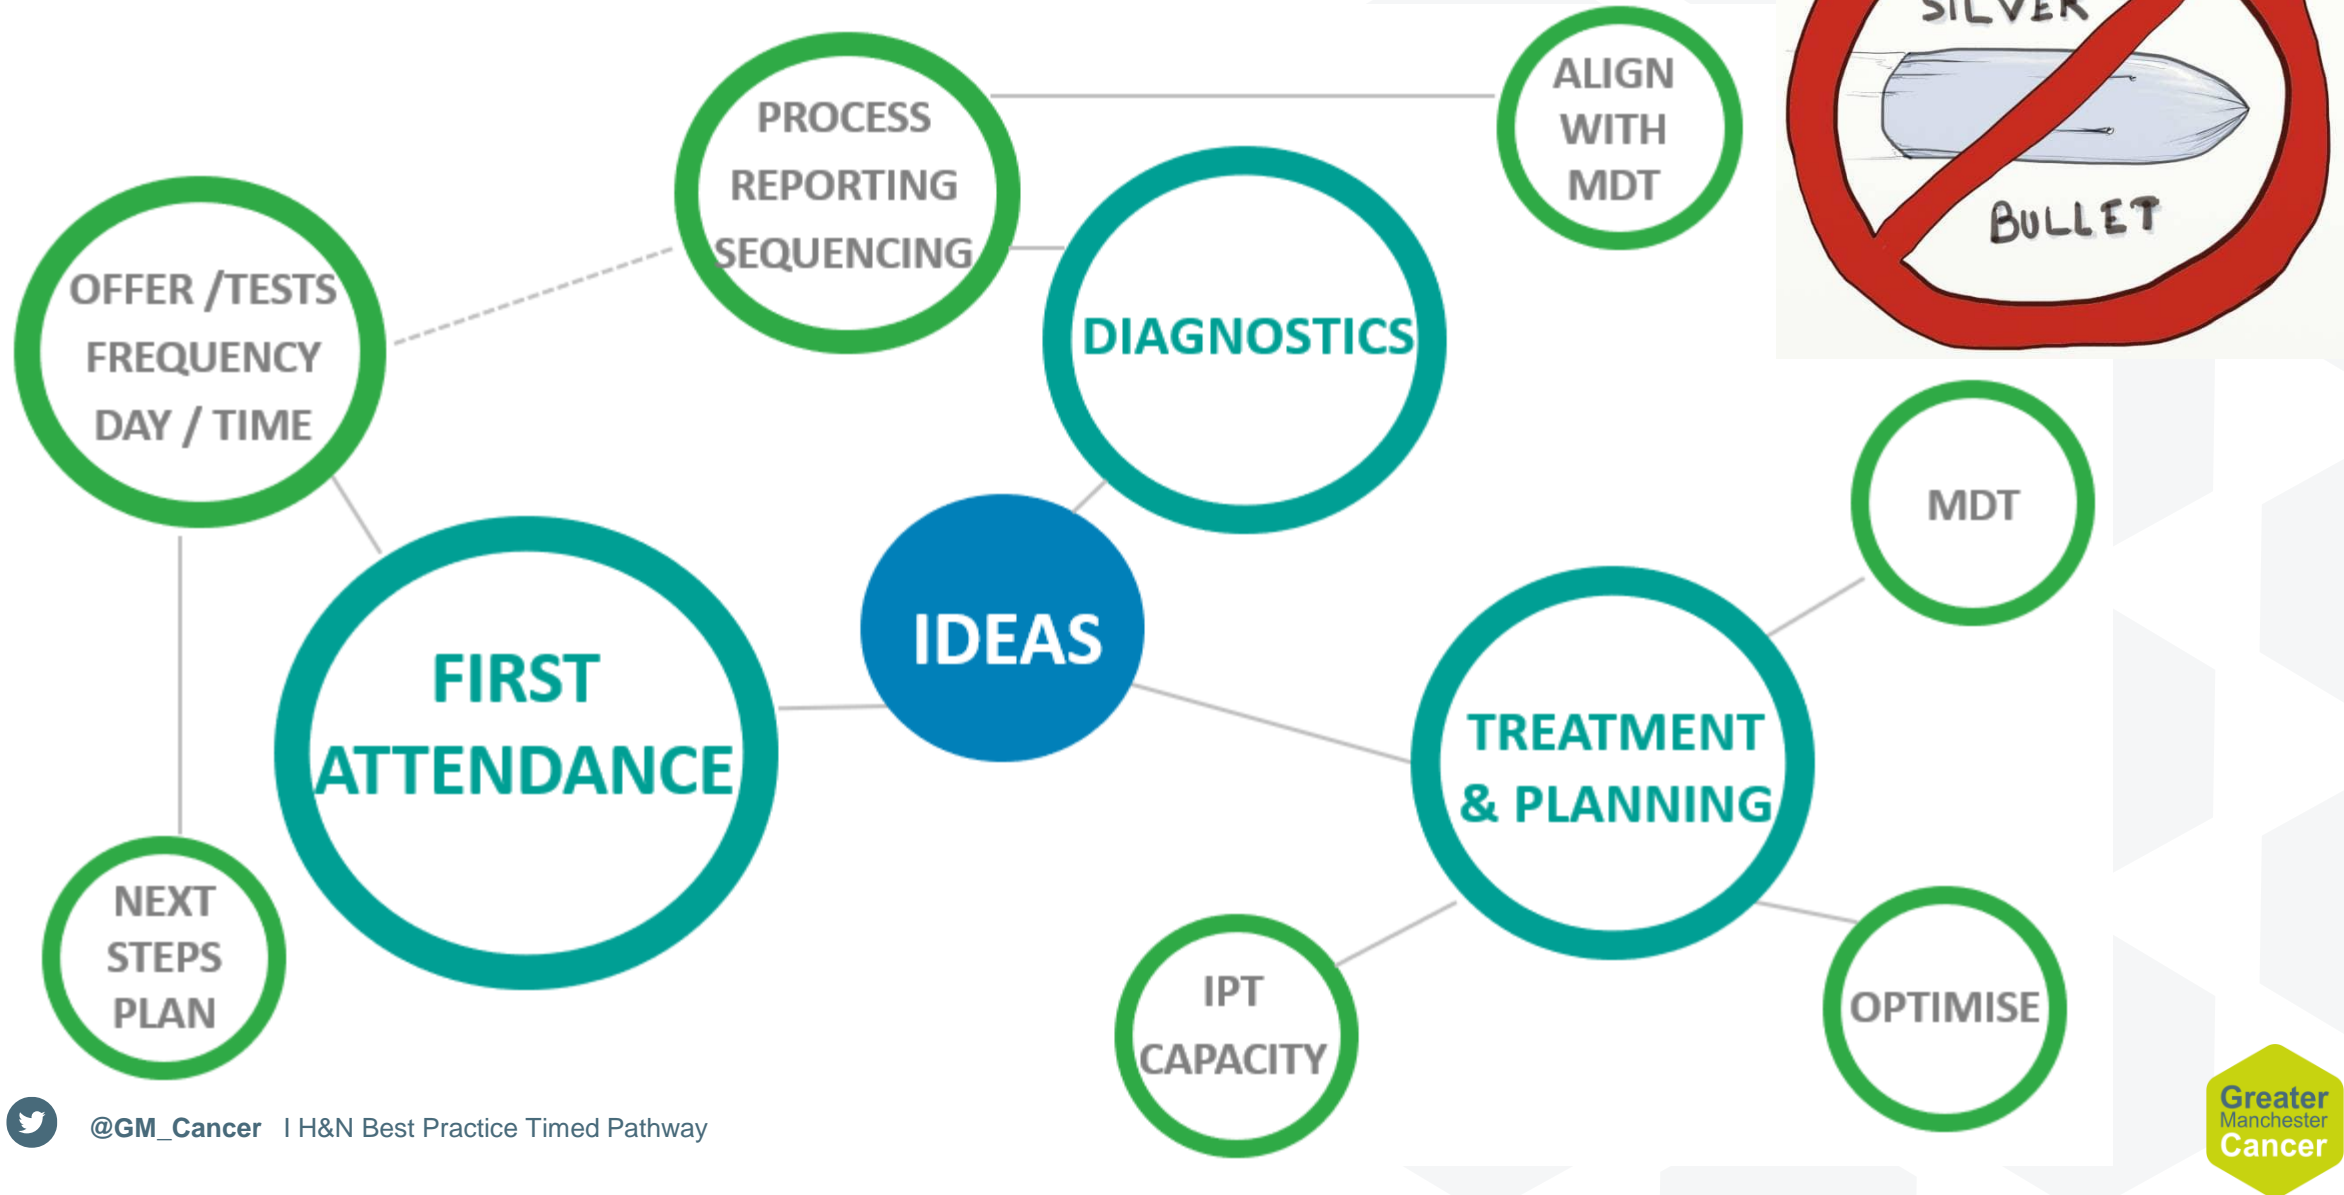 SILVER
BULLET
PROCESS
REPORTING
SEQUENCING
ALIGN
WITH
MDT
OFFER /TESTS
FREQUENCY
DAY / TIME
DIAGNOSTICS
MDT
IDEAS
FIRST
ATTENDANCE
TREATMENT
& PLANNING
NEXT
STEPS
PLAN
IPT
CAPACITY
OPTIMISE
@GM_Cancer I H&N Best Practice Timed Pathway
Greater
Manchester
Cancer